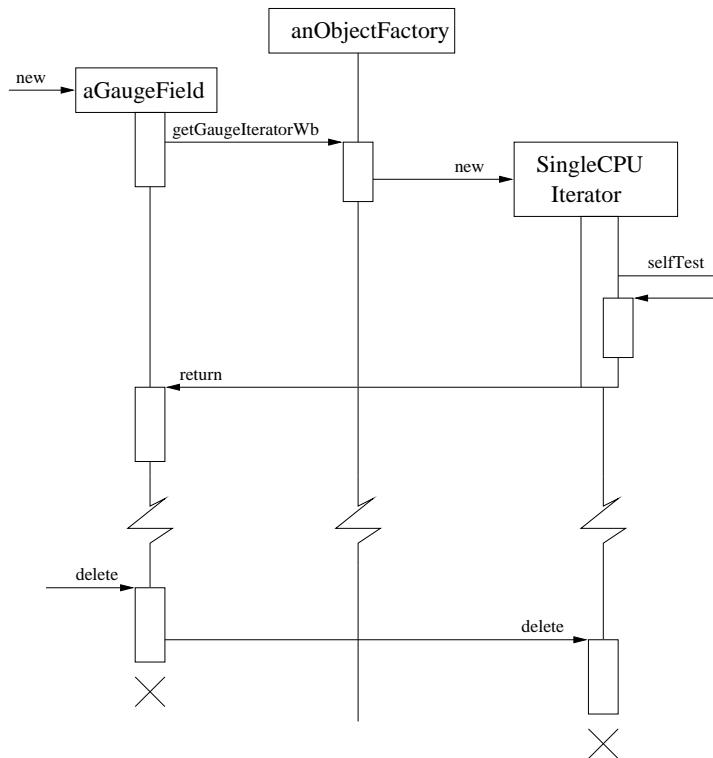 anObjectFactory
new
aGaugeField
getGaugeIteratorWb
new
SingleCPU
Iterator
selfTest
return
delete
delete